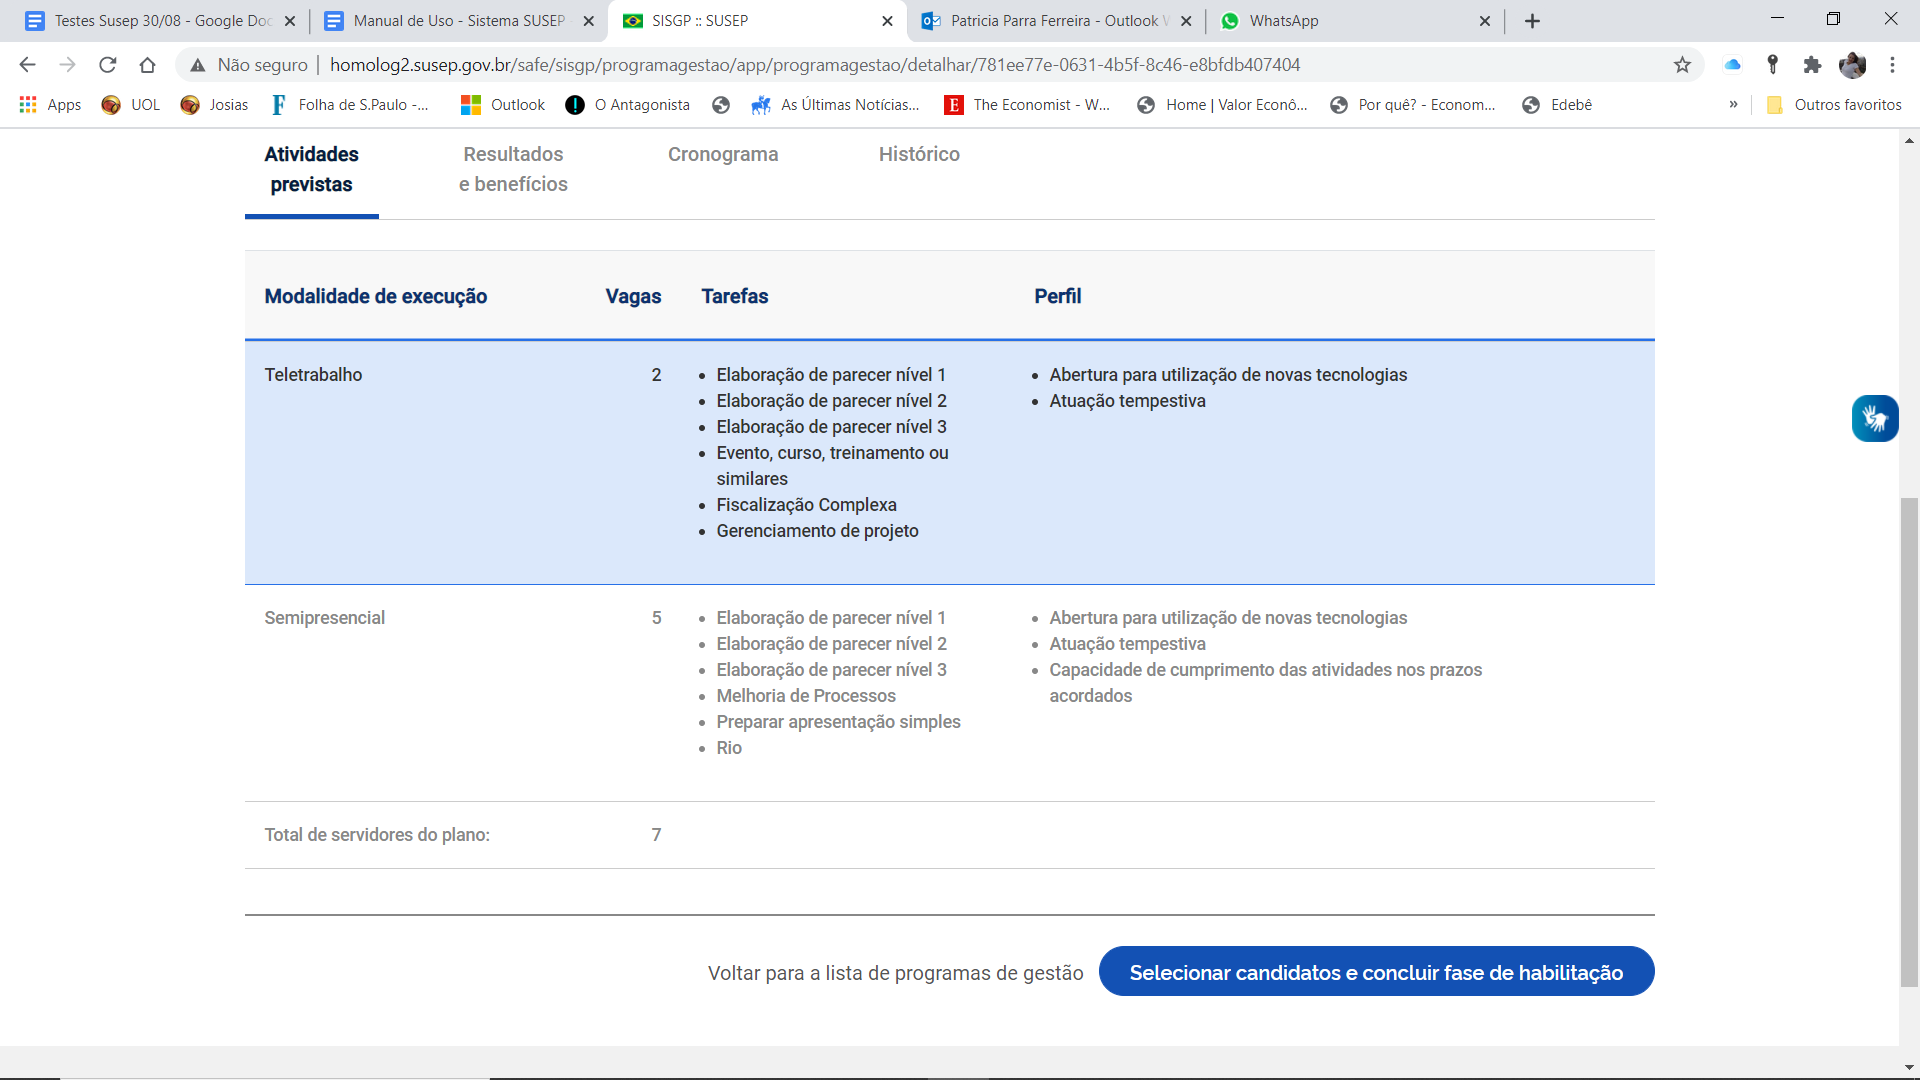 Testes Susep 30/08 - Google Doc
Manual de Uso - Sistema SUSEP -
SISGP :: SUSEP
Patricia Parra Ferreira - Outlook W
WhatsApp
Não seguro
homolog2.susep.gov.br/safe/sisgp/programagestao/app/programagestao/detalhar/781ee77e-0631-4b5f-8c46-e8bfdb407404
Apps
UOL
Josias
Folha de S.Paulo -...
Outlook
O Antagonista
As Últimas Notícias...
The Economist - W...
Home | Valor Econô...
Por quê? - Econom...
Edebê
»
Outros favoritos
Atividades
previstas
Resultados
e benefícios
Cronograma
Histórico
Modalidade de execução
Vagas
Tarefas
Perfil
Teletrabalho
2
• Elaboração de parecer nível 1
• Elaboração de parecer nível 2
• Elaboração de parecer nível 3
• Evento, curso, treinamento ou
similares
• Fiscalização Complexa
• Gerenciamento de projeto
• Abertura para utilização de novas tecnologias
• Atuação tempestiva
Semipresencial
5
• Elaboração de parecer nível 1
• Elaboração de parecer nível 2
• Elaboração de parecer nível 3
• Melhoria de Processos
• Preparar apresentação simples
• Rio
• Abertura para utilização de novas tecnologias
• Atuação tempestiva
• Capacidade de cumprimento das atividades nos prazos
acordados
Total de servidores do plano:
7
Voltar para a lista de programas de gestão
Selecionar candidatos e concluir fase de habilitação